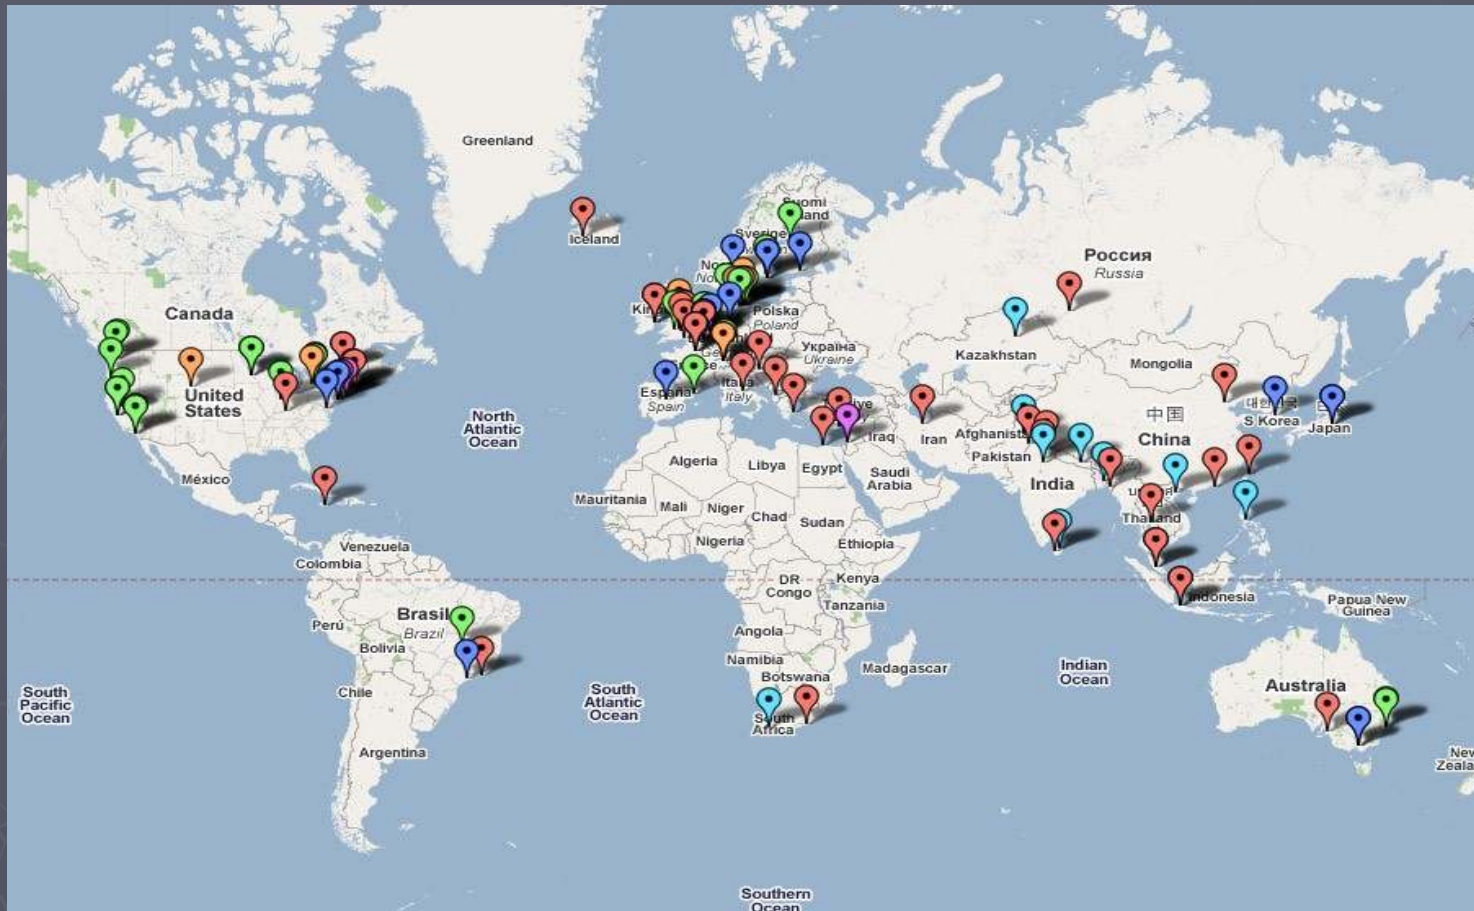 Greenland
Suomi
Iceland
Sverige
Россия
Russia
Canada
Polska
Poland
Україна
Ukraine
Kazakhstan
Mongolia
United
States
España
Spain
Italy
North
Atlantic
Ocean
Iraq
Iran
Pakistan
中国
China
S Korea
Japan
México
Algeria
Libya
Egypt
Saudi
Arabia
India
Mauritania
Mali
Niger
Chad
Sudan
Thailand
Nigeria
Ethiopia
Venezuela
Colombia
DR
Congo
Kenya
Tanzania
Indonesia
Papua New
Guinea
Brasil
Brazil
Perú
Bolivia
Angola
Namibia
Botswana
Madagascar
Indian
Ocean
South
Pacific
Ocean
Chile
South
Atlantic
Ocean
South
Africa
Australia
Argentina
Southern
Ocean